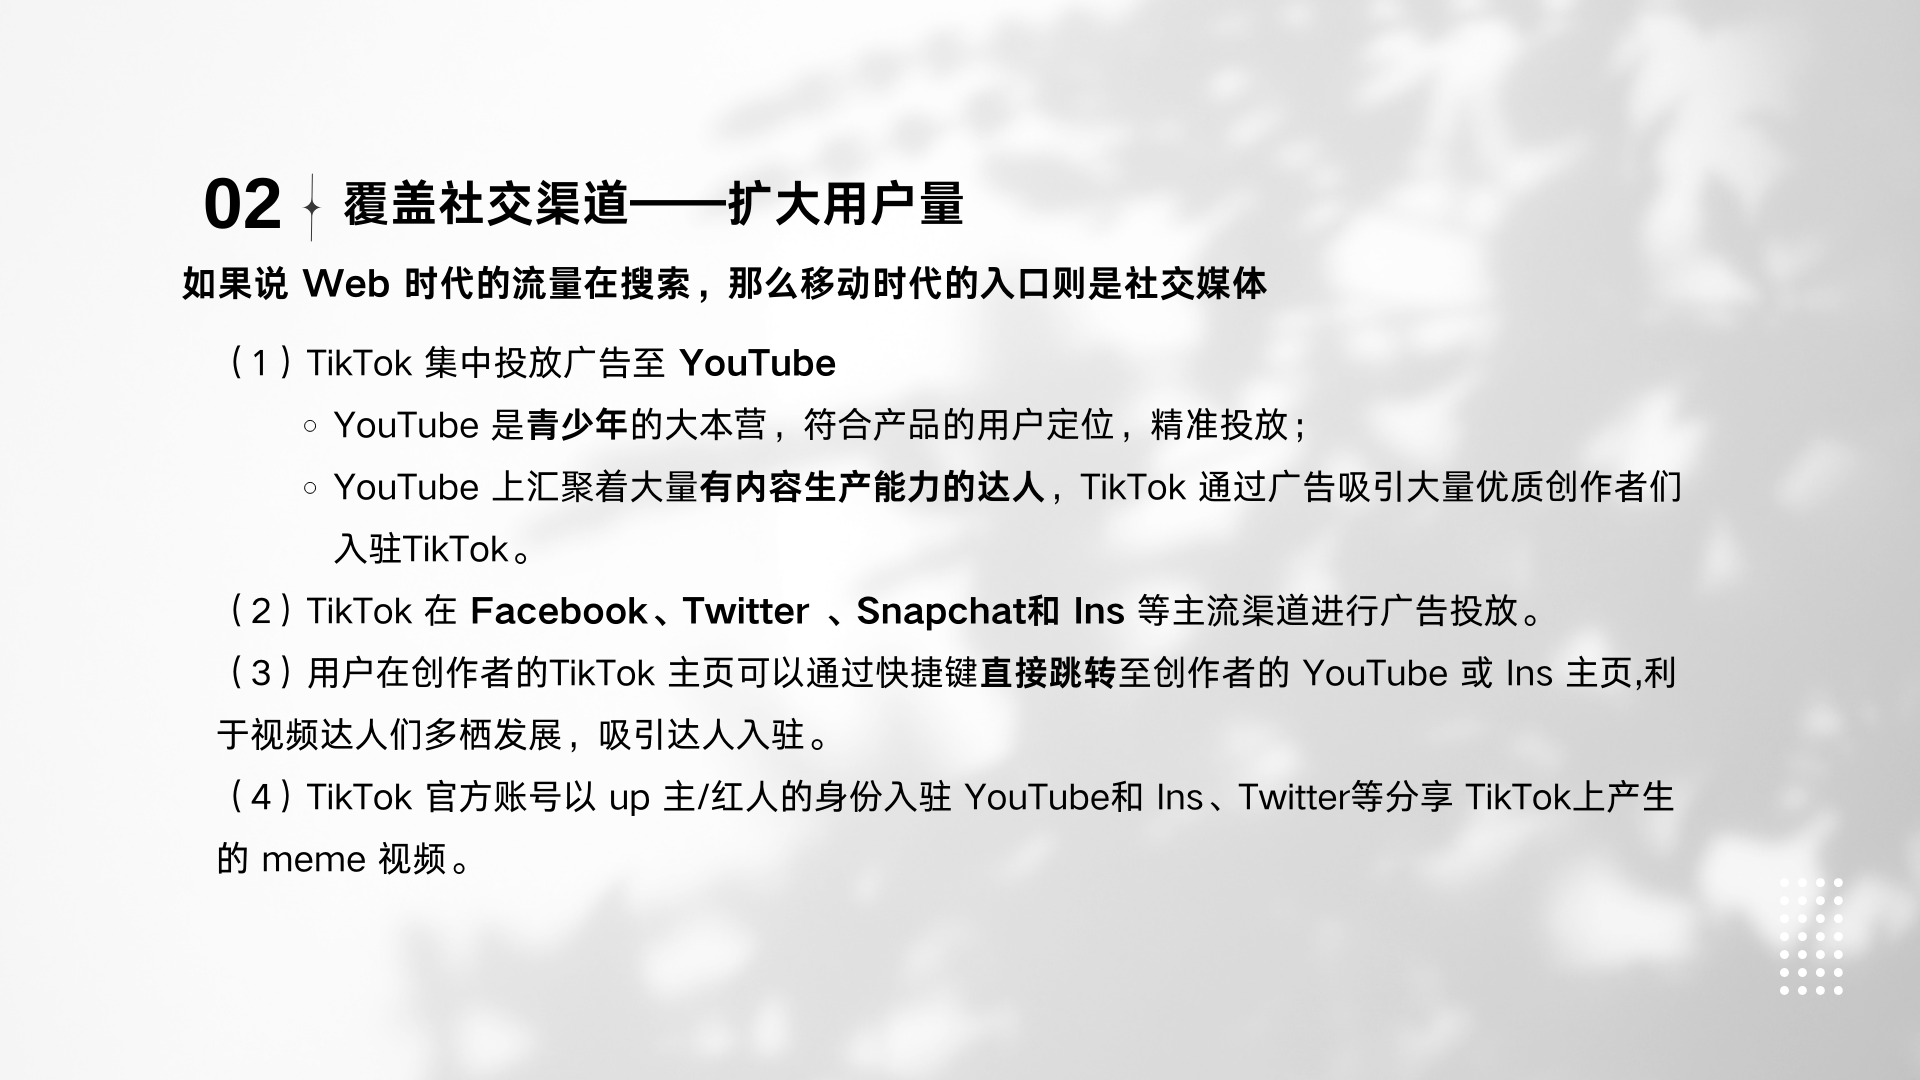 02 覆盖社交渠道——扩大用户量
如果说 Web 时代的流量在搜索，那么移动时代的入口则是社交媒体
（1）TikTok 集中投放广告至 YouTube
○ YouTube 是青少年的大本营，符合产品的用户定位，精准投放；
○ YouTube 上汇聚着大量有内容生产能力的达人，TikTok 通过广告吸引大量优质创作者们
入驻TikTok。
（2）TikTok 在 Facebook、Twitter 、Snapchat和 Ins 等主流渠道进行广告投放。
（3）用户在创作者的TikTok 主页可以通过快捷键直接跳转至创作者的 YouTube 或 Ins 主页,利
于视频达人们多栖发展，吸引达人入驻。
（4）TikTok 官方账号以 up 主/红人的身份入驻 YouTube和 Ins、Twitter等分享 TikTok上产生
的 meme 视频。